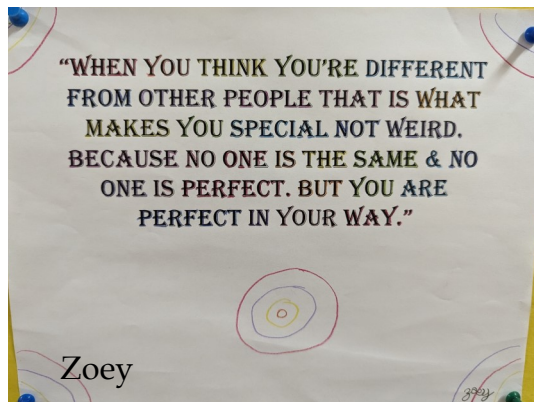 “WHEN YOU THINK YOU'RE DIFFERENT
FROM OTHER PEOPLE THAT IS WHAT
MAKES YOU SPECIAL NOT WEIRD.
BECAUSE NO ONE IS THE SAME & NO
ONE IS PERFECT. BUT YOU ARE
PERFECT IN YOUR WAY.”
Zoey
zoey